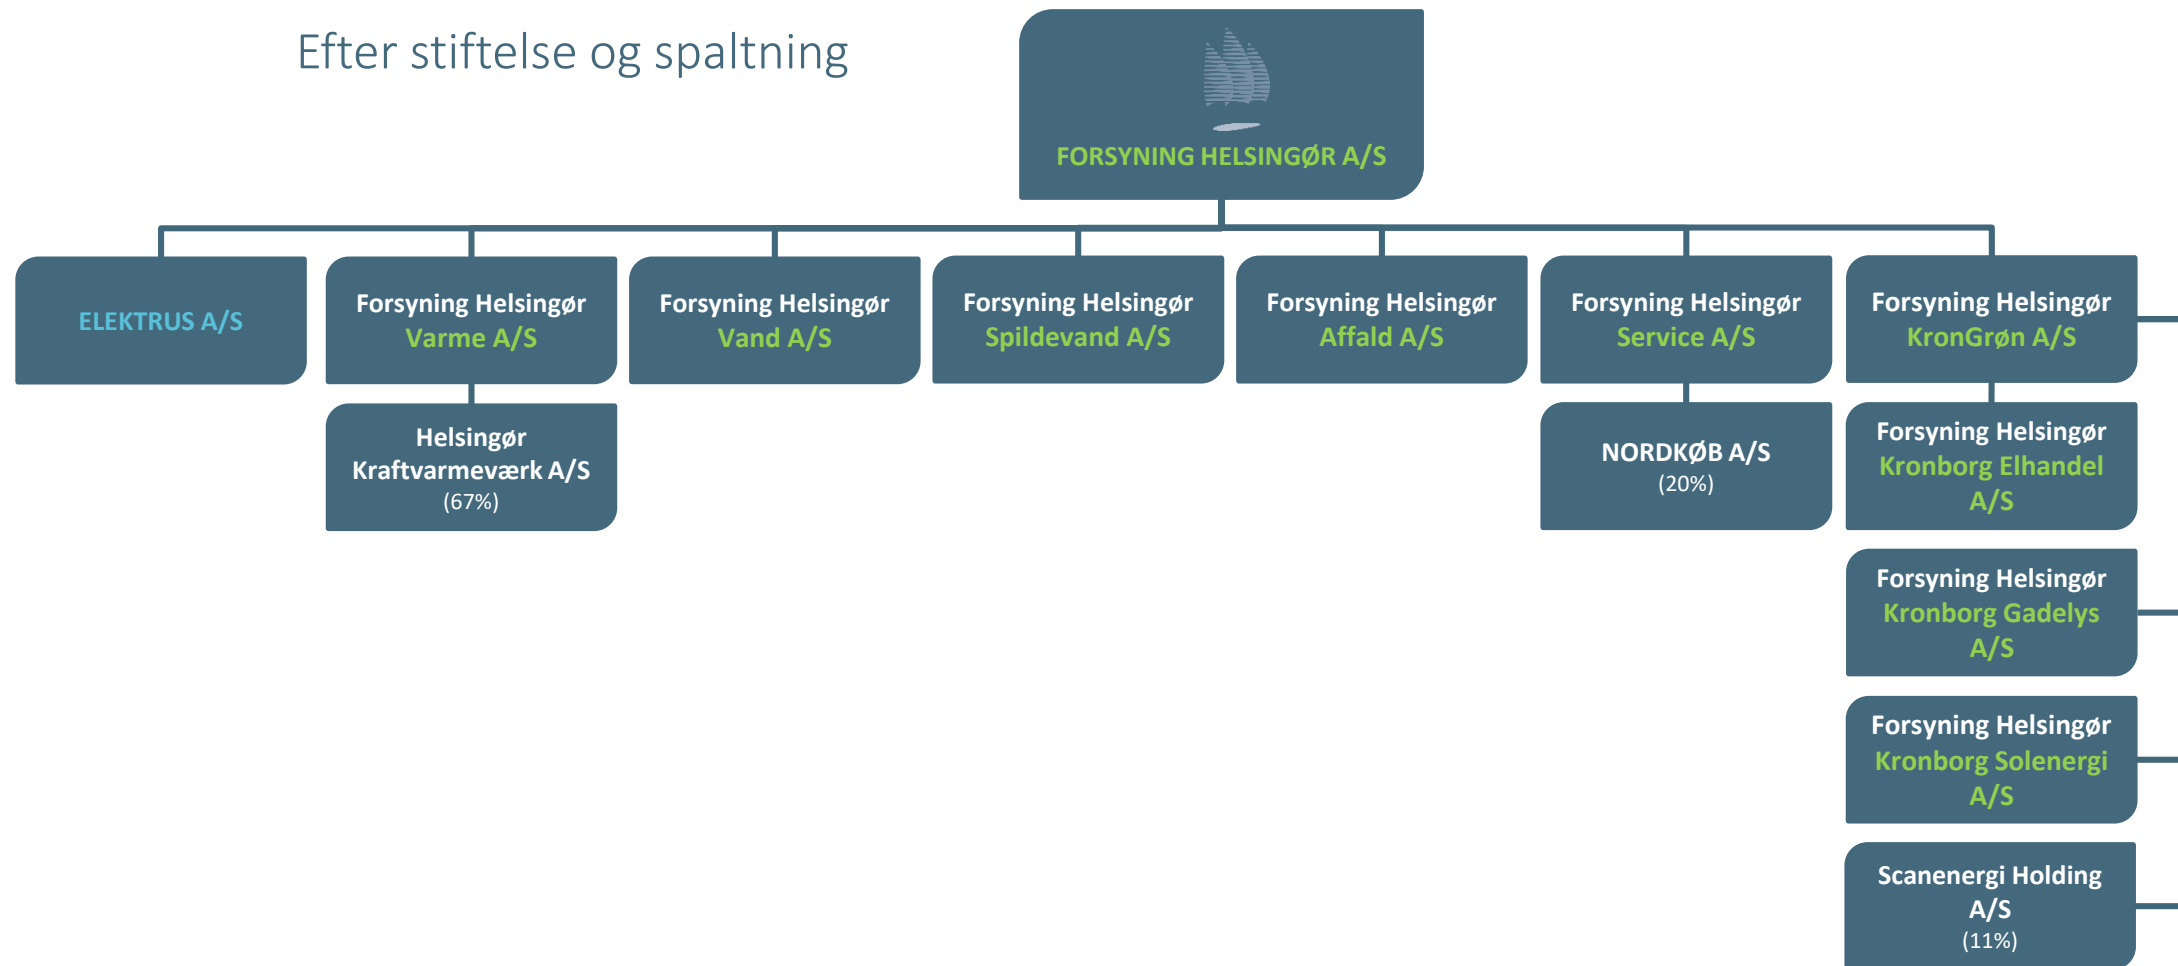 Efter stiftelse og spaltning
FORSYNING HELSINGØR A/S
ELEKTRUS A/S
Forsyning Helsingør
Varme A/S
Forsyning Helsingør
Vand A/S
Forsyning Helsingør
Spildevand A/S
Forsyning Helsingør
Affald A/S
Forsyning Helsingør
Service A/S
Forsyning Helsingør
KronGrøn A/S
Helsingør
Kraftvarmeværk A/S
(67%)
NORDKØB A/S
(20%)
Forsyning Helsingør
Kronborg Elhandel
A/S
Forsyning Helsingør
Kronborg Gadelys
A/S
Forsyning Helsingør
Kronborg Solenergi
A/S
Scanenergi Holding
A/S
(11%)